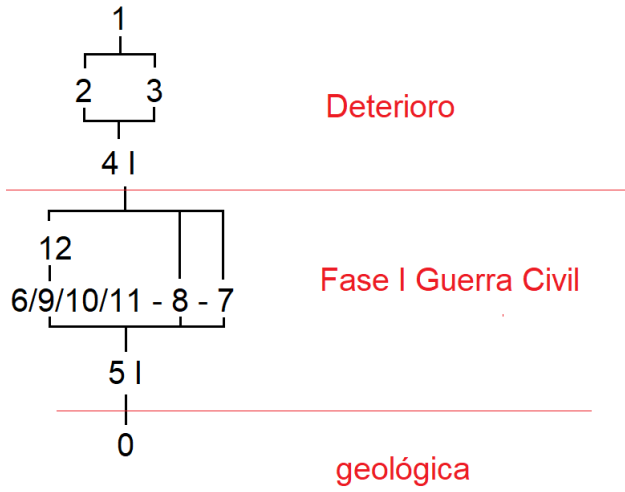 1
2 3
Deterioro
4 I
12
Fase I Guerra Civil
6/9/10/11 - 8 - 7
5 I
0
geológica